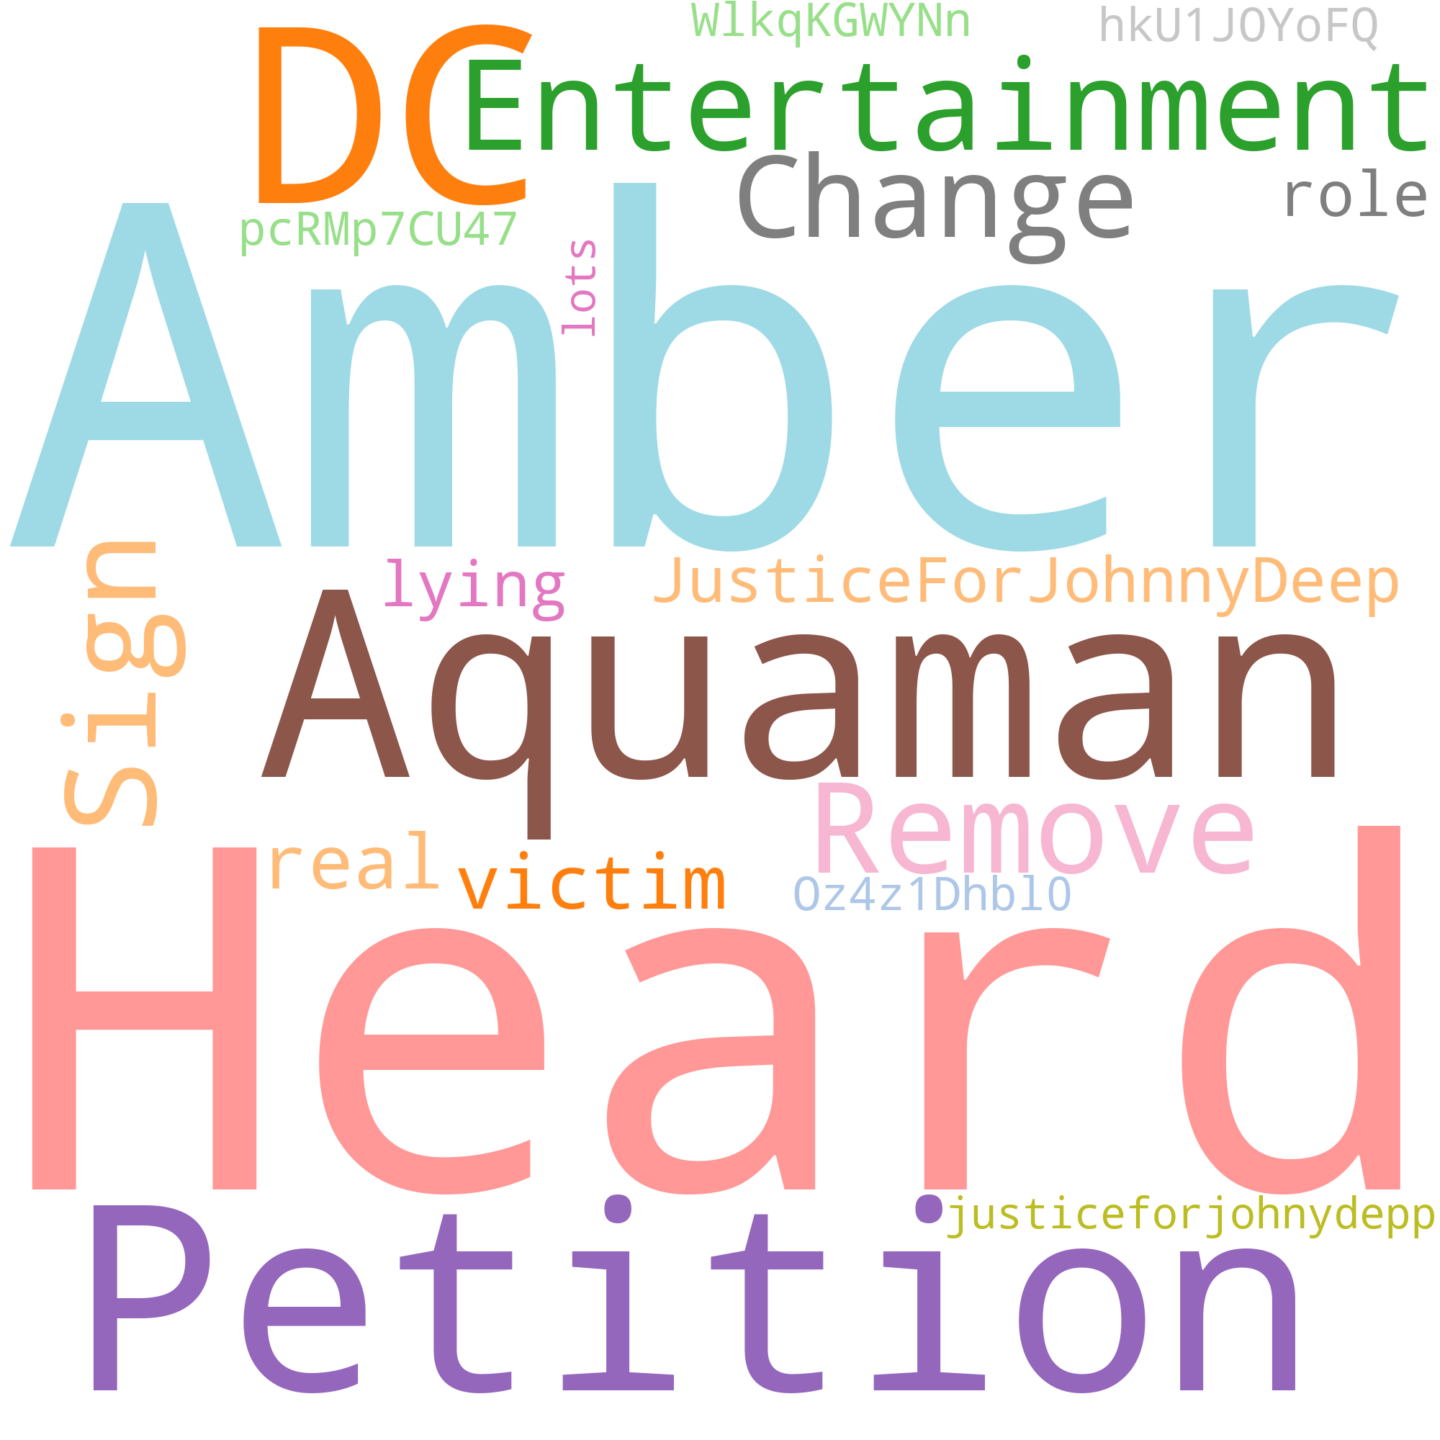 WlkqKGWYNn
hkU1JOYoFQ
DC
Entertainment
Change
role
pcRMp7CU47
lots
Amber
Sign
lying
JusticeForJohnnyDeep
Aquaman
Remove
real
victim
Oz4z1DhblO
Heard
justiceforjohnydepp
Petition